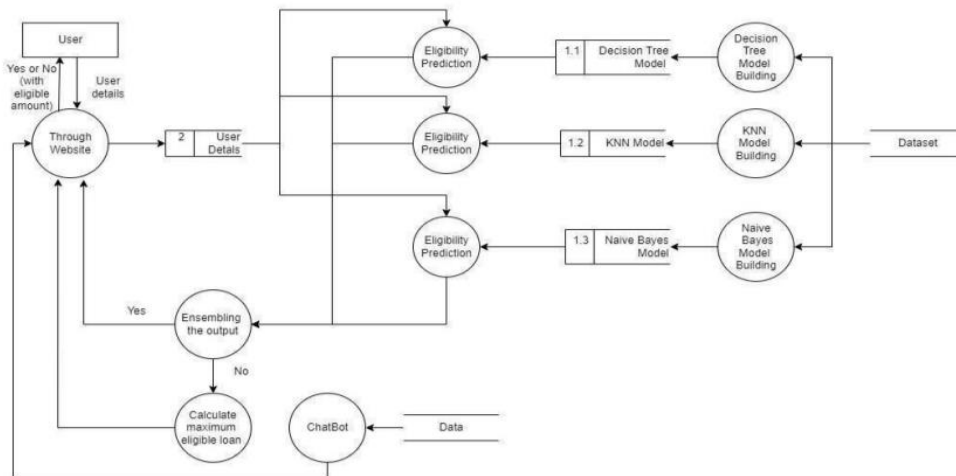 User
Yes or No
(with
eligible
amount)
User
details
Through
Website
2
User
Detals
Eligibility
Prediction
1.1
Decision Tree
Model
Decision
Tree
Model
Building
Eligibility
Prediction
1.2
KNN Model
KNN
Model
Building
Dataset
Eligibility
Prediction
1.3
Naive Bayes
Model
Naive
Bayes
Model
Building
Yes
Ensembling
the output
No
Calculate
maximum
eligible loan
ChatBot
Data